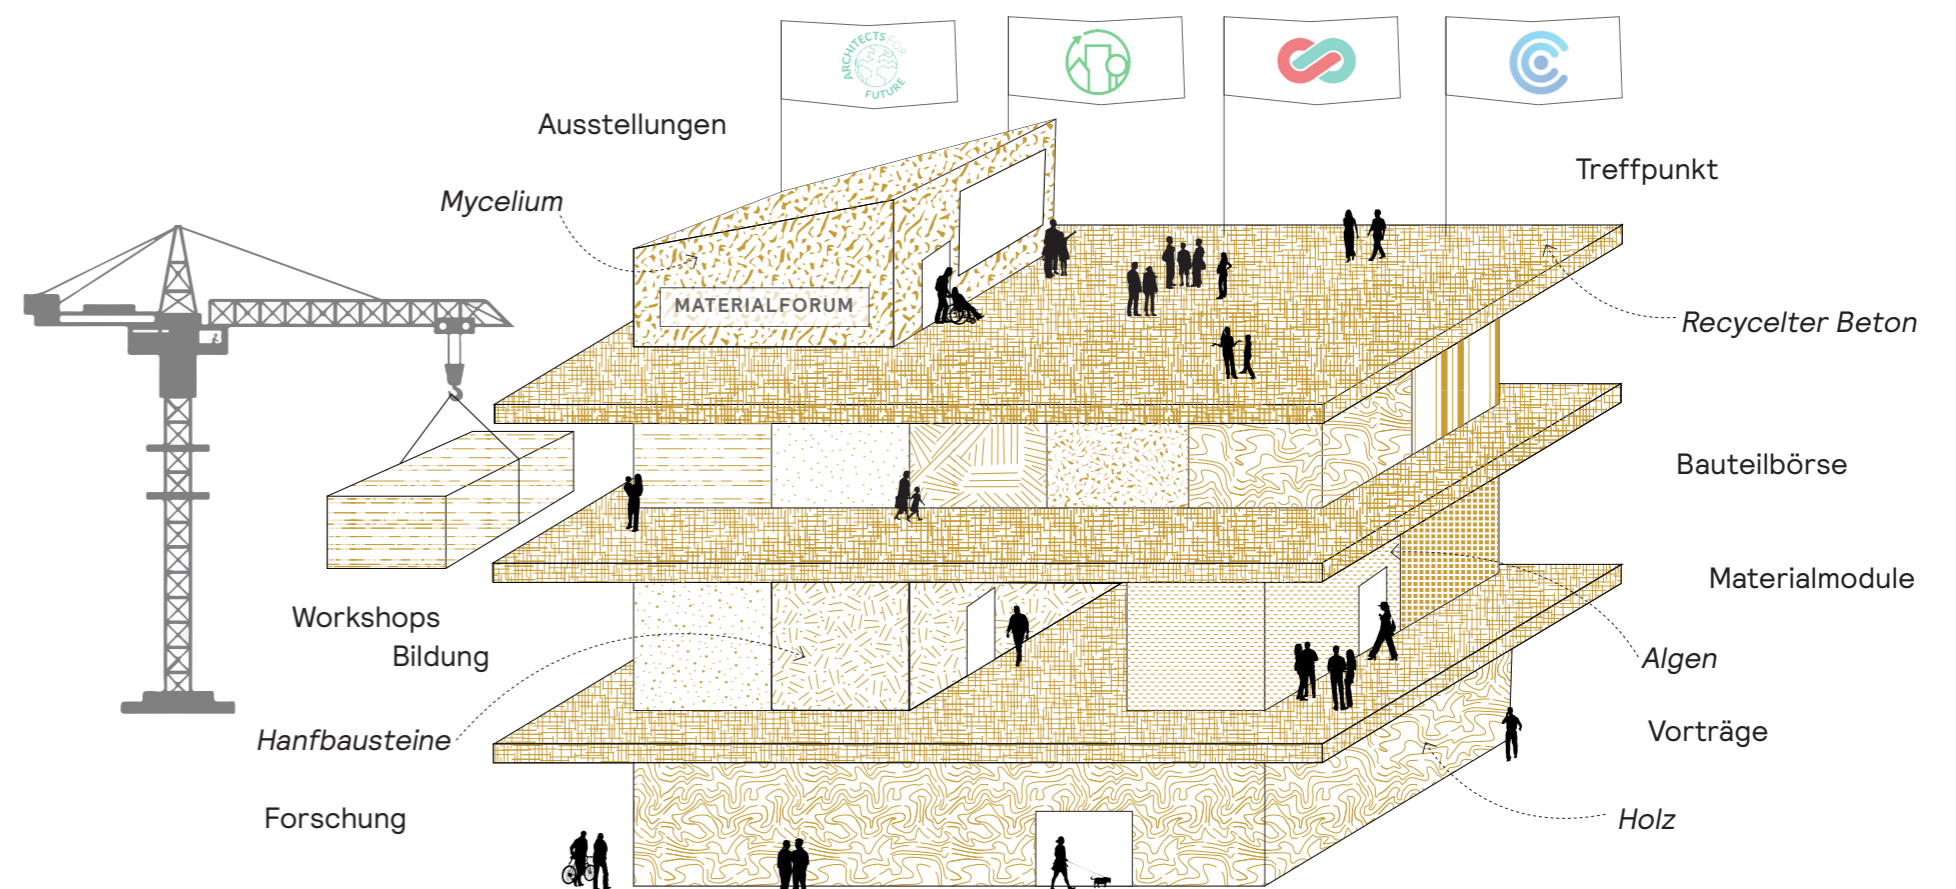 ARCHITECTS FOR
FUTURE
Ausstellungen
Treffpunkt
Mycelium
MATERIALFORUM
Recycelter Beton
Bauteilbörse
Materialmodule
Workshops
Bildung
Algen
Hanfbausteine
Vorträge
Forschung
Holz